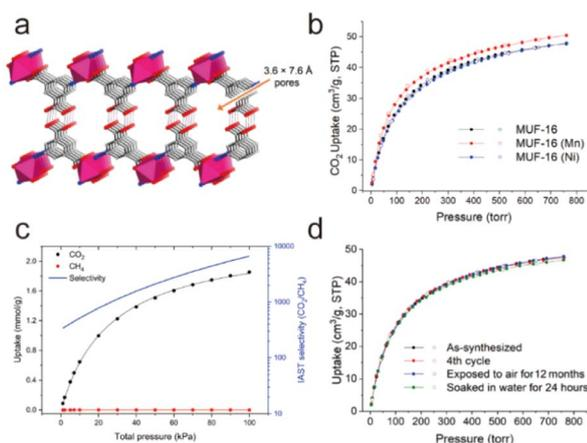 a
3.6 × 7.6 Å
pores
b
CO₂ Uptake (cm³/g, STP)
50
40
30
20
10
0
MUF-16
MUF-16 (Mn)
MUF-16 (Ni)
0 100 200 300 400 500 600 700 800
Pressure (torr)
c
Uptake (mmol/g)
2.0
1.6
1.2
0.8
0.4
0.0
CO₂
CH₄
Selectivity
10000
1000
100
10
IAST selectivity (CO₂/CH₄)
0 20 40 60 80 100
Total pressure (kPa)
d
Uptake (cm³/g, STP)
50
40
30
20
10
0
As-synthesized
4th cycle
Exposed to air for 12 months
Soaked in water for 24 hours
0 100 200 300 400 500 600 700 800
Pressure (torr)